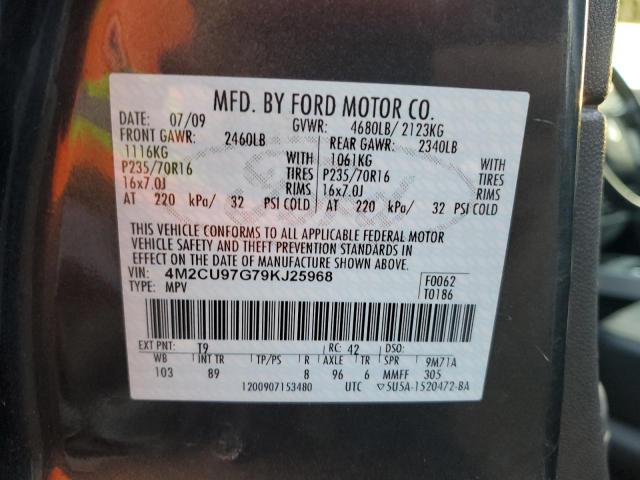 MFD. BY FORD MOTOR CO.
DATE: 07/09 GVWR: 4680LB/ 2123KG
FRONT GAWR: 2460LB REAR GAWR: 2340LB
1116KG WITH 1061KG WITH
P235/70R16 TIRES P235/70R16 TIRES
16x7.0J RIMS 16x7.0J RIMS
AT 220 kPa/ 32 PSI COLD AT 220 kPa/ 32 PSI COLD
THIS VEHICLE CONFORMS TO ALL APPLICABLE FEDERAL MOTOR
VEHICLE SAFETY AND THEFT PREVENTION STANDARDS IN
EFFECT ON THE DATE OF MANUFACTURE SHOWN ABOVE.
VIN: 4M2CU97G79KJ25968 F0062
TYPE: MPV T0186
EXT PNT: T9 RC: 42 DSO:
WB INT TR TP/PS R AXLE TR SPR 9M71A
103 89 8 96 6 MMFF 305
1200907153480 UTC ▽5U5A-1520472-BA